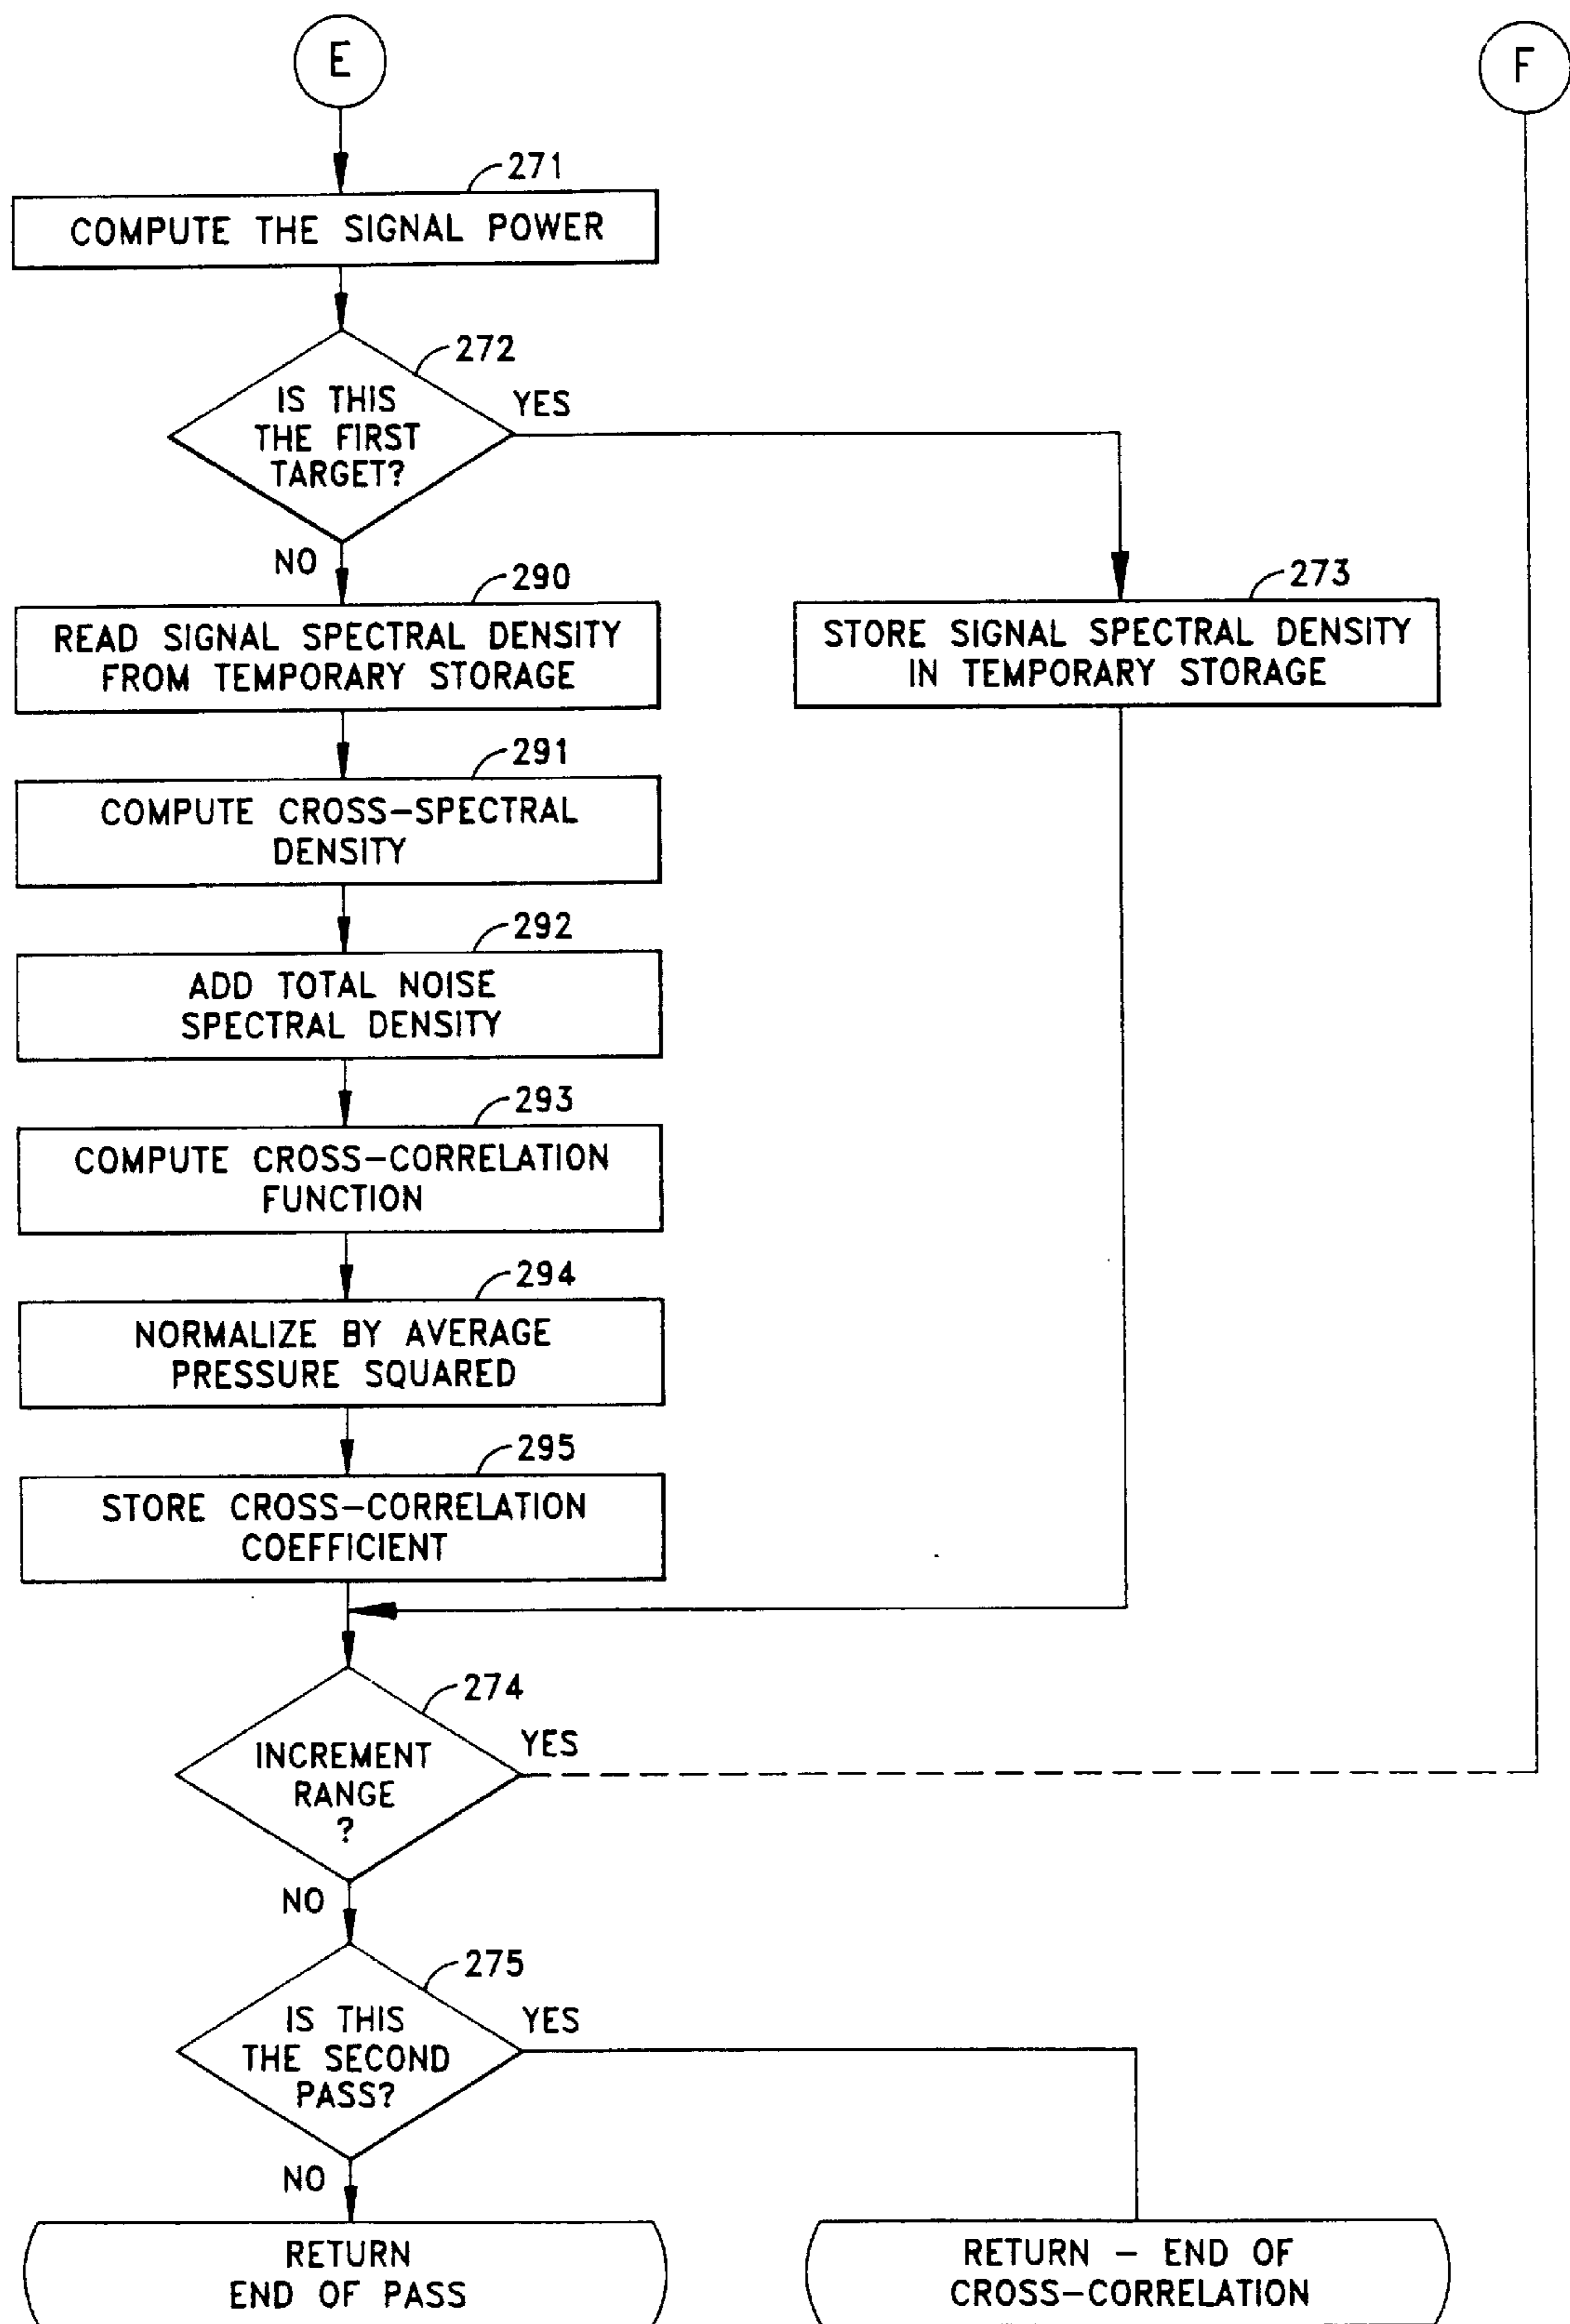 E
F
271
COMPUTE THE SIGNAL POWER
272
IS THIS
THE FIRST
TARGET?
YES
NO
290
READ SIGNAL SPECTRAL DENSITY
FROM TEMPORARY STORAGE
273
STORE SIGNAL SPECTRAL DENSITY
IN TEMPORARY STORAGE
291
COMPUTE CROSS-SPECTRAL
DENSITY
292
ADD TOTAL NOISE
SPECTRAL DENSITY
293
COMPUTE CROSS-CORRELATION
FUNCTION
294
NORMALIZE BY AVERAGE
PRESSURE SQUARED
295
STORE CROSS-CORRELATION
COEFFICIENT
274
INCREMENT
RANGE
?
YES
NO
275
IS THIS
THE SECOND
PASS?
YES
NO
RETURN
END OF PASS
RETURN - END OF
CROSS-CORRELATION